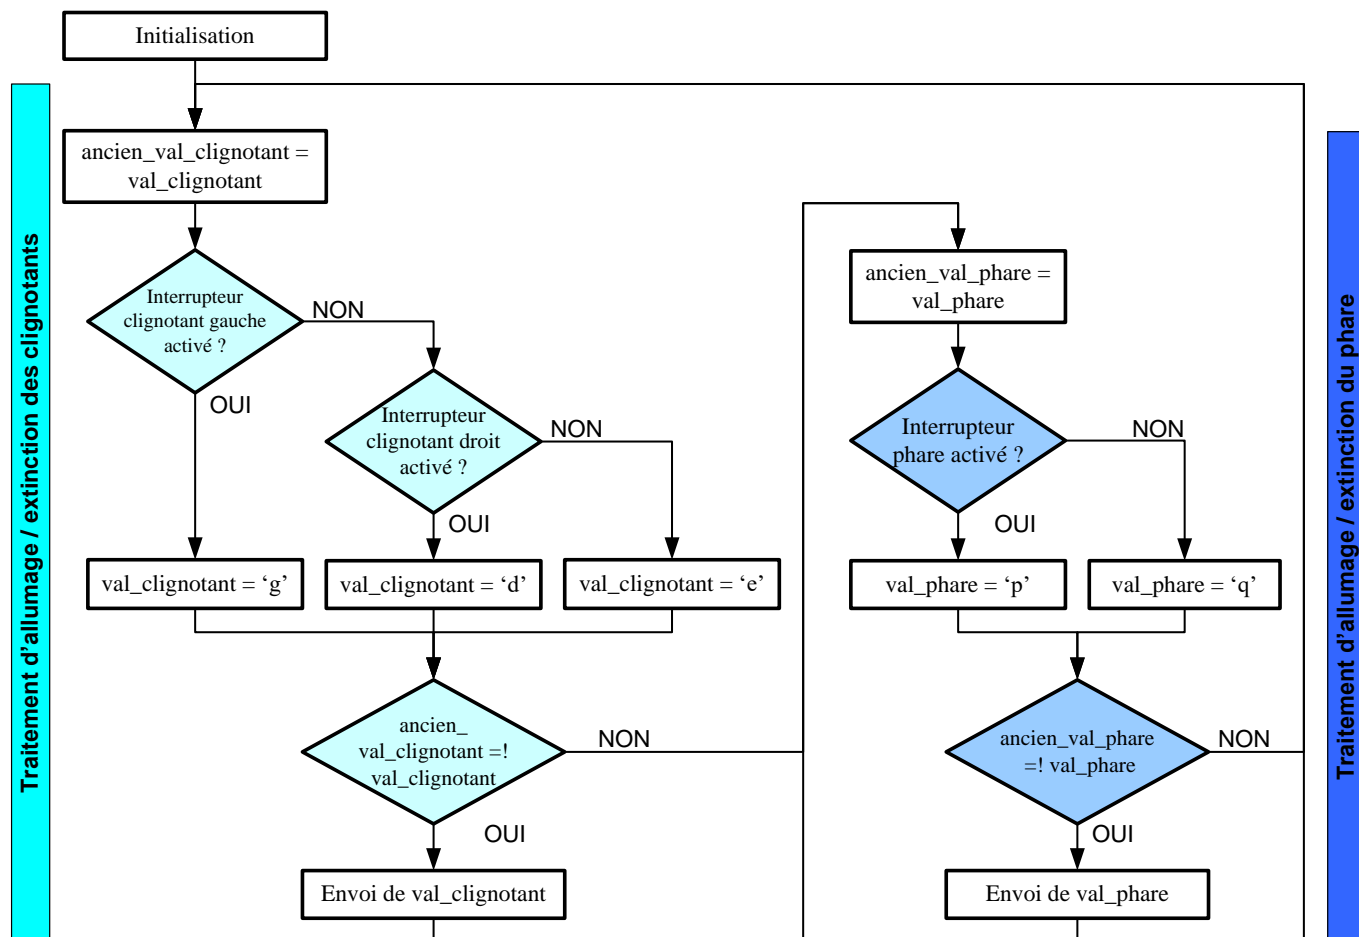 Initialisation
Traitement d'allumage / extinction des clignotants
ancien_val_clignotant =
val_clignotant
Interrupteur
clignotant gauche
activé ?
NON
OUI
Interrupteur
clignotant droit
activé ?
NON
OUI
val_clignotant = ‘g’
val_clignotant = ‘d’
val_clignotant = ‘e’
ancien_
val_clignotant =!
val_clignotant
NON
OUI
Envoi de val_clignotant
ancien_val_phare =
val_phare
Interrupteur
phare activé ?
NON
OUI
val_phare = ‘p’
val_phare = ‘q’
ancien_val_phare
=! val_phare
NON
OUI
Envoi de val_phare
Traitement d'allumage / extinction du phare